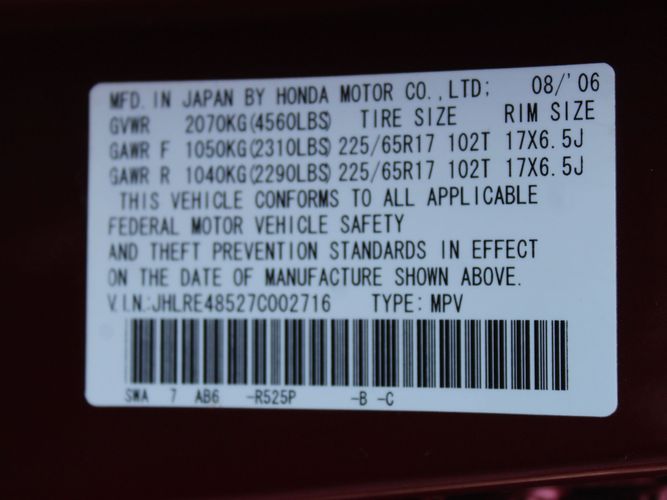 MFD. IN JAPAN BY HONDA MOTOR CO.,LTD; 08/'06
GVWR 2070KG(4560LBS) TIRE SIZE RIM SIZE
GAWR F 1050KG(2310LBS) 225/65R17 102T 17X6.5J
GAWR R 1040KG(2290LBS) 225/65R17 102T 17X6.5J
THIS VEHICLE CONFORMS TO ALL APPLICABLE
FEDERAL MOTOR VEHICLE SAFETY
AND THEFT PREVENTION STANDARDS IN EFFECT
ON THE DATE OF MANUFACTURE SHOWN ABOVE.
V.I.N.:JHLRE48527C002716 TYPE: MPV
SWA 7 AB6 -R525P -B -C